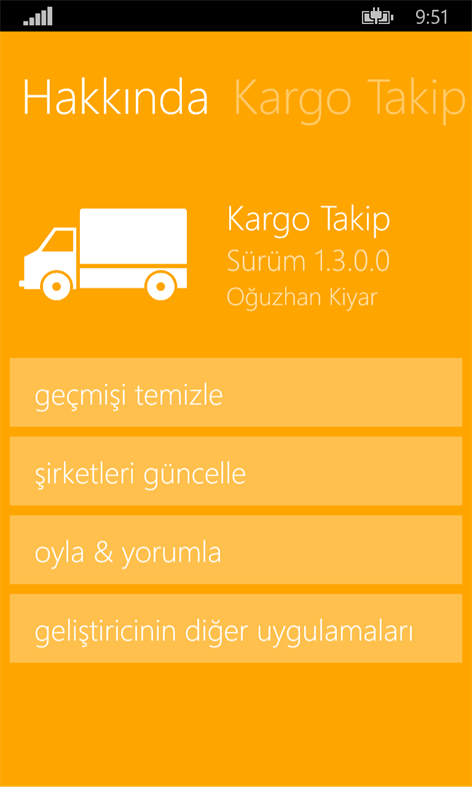 9:51
Hakkında Kargo Takip
Kargo Takip
Sürüm 1.3.0.0
Oğuzhan Kiyar
geçmişi temizle
şirketleri güncelle
oyla & yorumla
geliştiricinin diğer uygulamaları